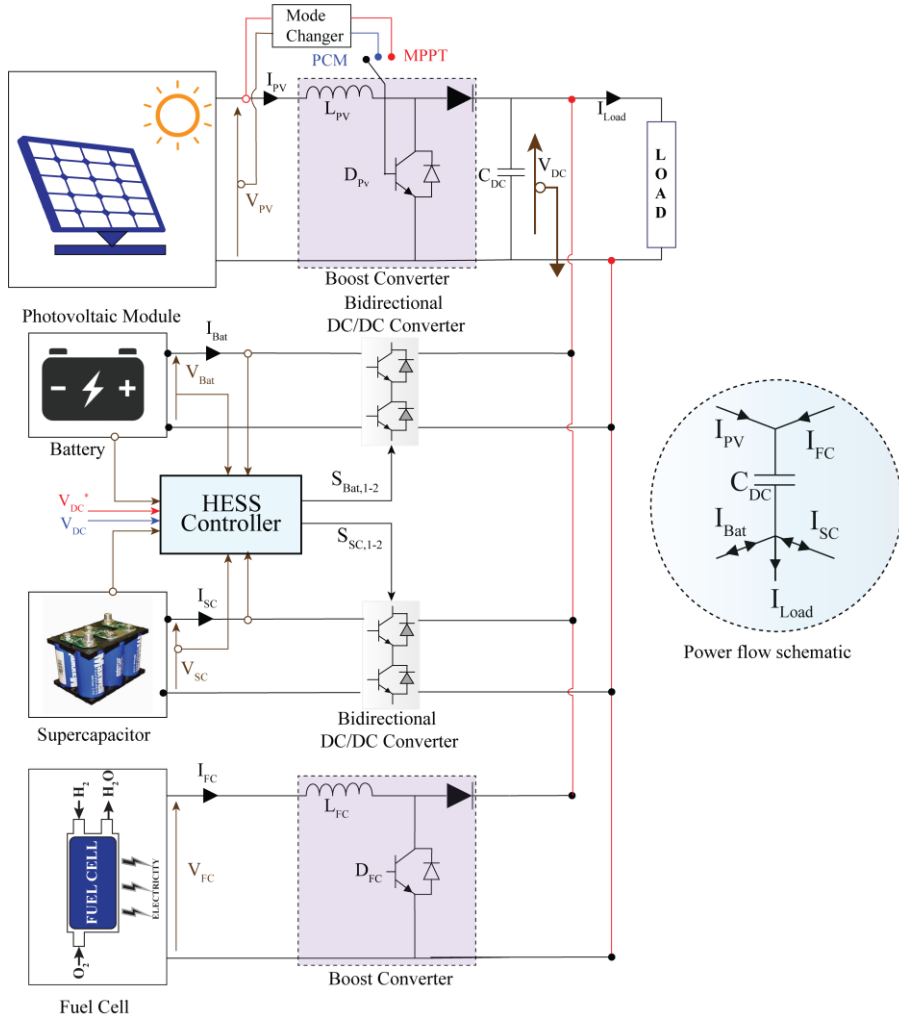 Mode
Changer
PCM
MPPT
I_PV
L_PV
D_Pv
C_DC
V_DC
I_Load
LOAD
V_PV
Boost Converter
Photovoltaic Module
Bidirectional
DC/DC Converter
I_Bat
V_Bat
Battery
S_Bat,1-2
HESS
Controller
V_DC*
V_DC
S_SC,1-2
I_SC
V_SC
Supercapacitor
Bidirectional
DC/DC Converter
I_PV
I_FC
C_DC
I_Bat
I_SC
I_Load
Power flow schematic
I_FC
L_FC
D_FC
V_FC
H₂
H₂O
FUEL CELL
ELECTRICITY
O₂
Boost Converter
Fuel Cell